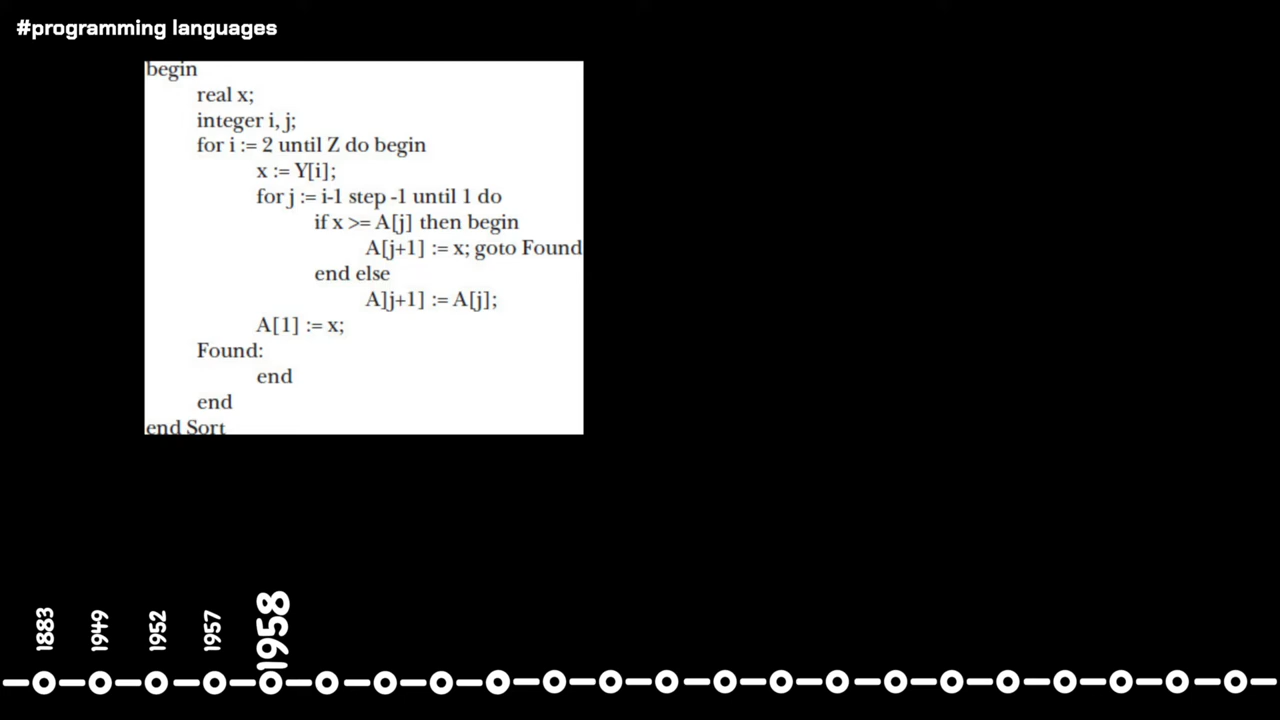 #programming languages
begin
real x;
integer i, j;
for i := 2 until Z do begin
x := Y[i];
for j := i-1 step -1 until 1 do
if x >= A[j] then begin
A[j+1] := x; goto Found
end else
A]j+1] := A[j];
A[1] := x;
Found:
end
end
end Sort
1883
1949
1952
1957
1958